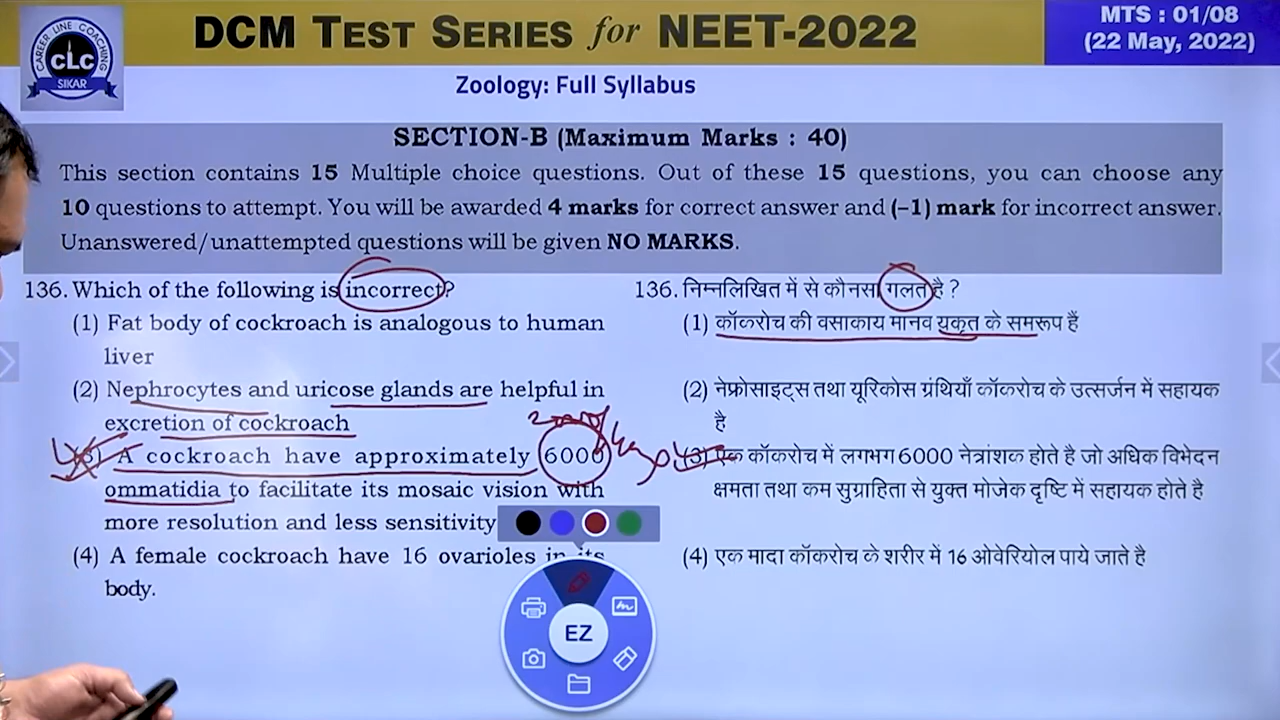 CAREER LINE COACHING
CLC
SIKAR
DCM TEST SERIES for NEET-2022
MTS : 01/08
(22 May, 2022)
Zoology: Full Syllabus
SECTION-B (Maximum Marks : 40)
This section contains 15 Multiple choice questions. Out of these 15 questions, you can choose any
10 questions to attempt. You will be awarded 4 marks for correct answer and (–1) mark for incorrect answer.
Unanswered/unattempted questions will be given NO MARKS.
136. Which of the following is incorrect?
(1) Fat body of cockroach is analogous to human
liver
(2) Nephrocytes and uricose glands are helpful in
excretion of cockroach
(3) A cockroach have approximately 6000
ommatidia to facilitate its mosaic vision with
more resolution and less sensitivity
(4) A female cockroach have 16 ovarioles in its
body.
136. निम्नलिखित में से कौनसा गलत है ?
(1) कॉकरोच की वसाकाय मानव यकृत के समरूप हैं
(2) नेफ्रोसाइट्स तथा यूरिकोस ग्रंथियाँ कॉकरोच के उत्सर्जन में सहायक
है
(3) एक कॉकरोच में लगभग 6000 नेत्रांशक होते है जो अधिक विभेदन
क्षमता तथा कम सुग्राहिता से युक्त मोजेक दृष्टि में सहायक होते है
(4) एक मादा कॉकरोच के शरीर में 16 ओवेरियोल पाये जाते है
EZ